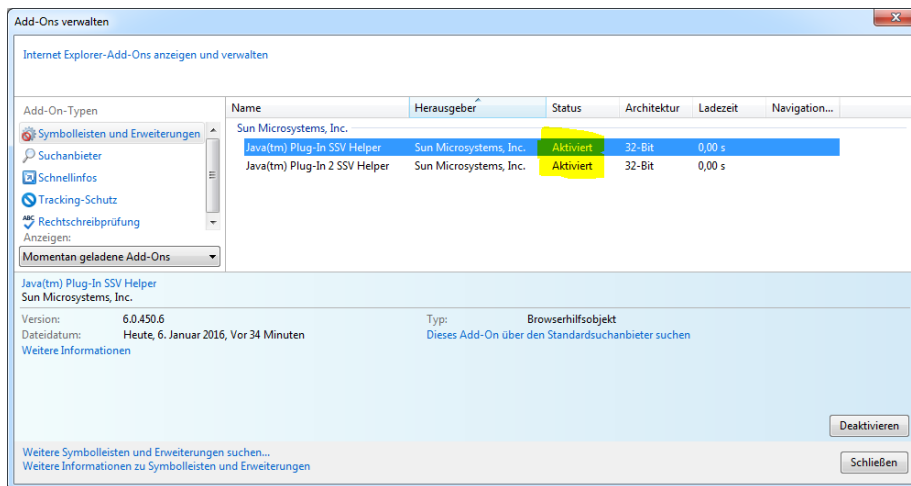 Add-Ons verwalten
Internet Explorer-Add-Ons anzeigen und verwalten
Add-On-Typen
Symbolleisten und Erweiterungen
Suchanbieter
Schnellinfos
Tracking-Schutz
ABC Rechtschreibprüfung
Anzeigen:
Momentan geladene Add-Ons
Name Herausgeber Status Architektur Ladezeit Navigation...
Sun Microsystems, Inc.
Java(tm) Plug-In SSV Helper Sun Microsystems, Inc. Aktiviert 32-Bit 0,00 s
Java(tm) Plug-In 2 SSV Helper Sun Microsystems, Inc. Aktiviert 32-Bit 0,00 s
Java(tm) Plug-In SSV Helper
Sun Microsystems, Inc.
Version: 6.0.450.6 Typ: Browserhilfsobjekt
Dateidatum: Heute, 6. Januar 2016, Vor 34 Minuten Dieses Add-On über den Standardsuchanbieter suchen
Weitere Informationen
Deaktivieren
Weitere Symbolleisten und Erweiterungen suchen...
Weitere Informationen zu Symbolleisten und Erweiterungen
Schließen